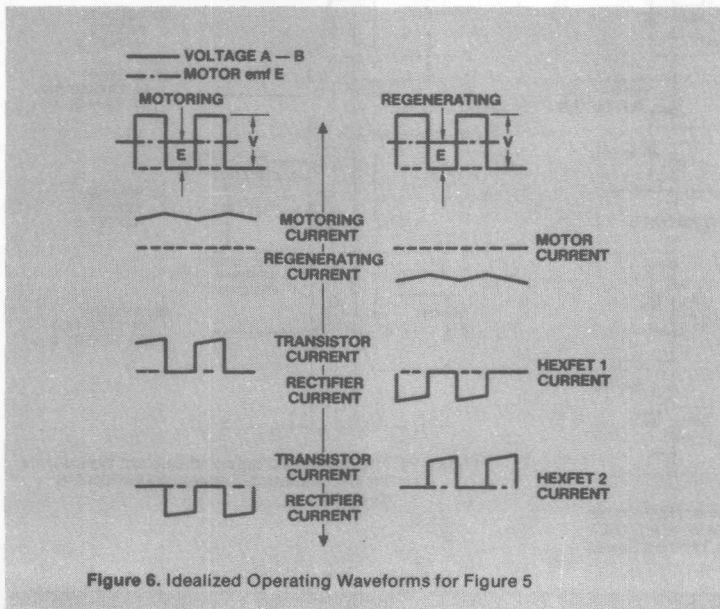 VOLTAGE A — B
MOTOR emf E
MOTORING
REGENERATING
E
V
E
V
MOTORING
CURRENT
REGENERATING
CURRENT
MOTOR
CURRENT
TRANSISTOR
CURRENT
RECTIFIER
CURRENT
HEXFET 1
CURRENT
TRANSISTOR
CURRENT
RECTIFIER
CURRENT
HEXFET 2
CURRENT
Figure 6. Idealized Operating Waveforms for Figure 5